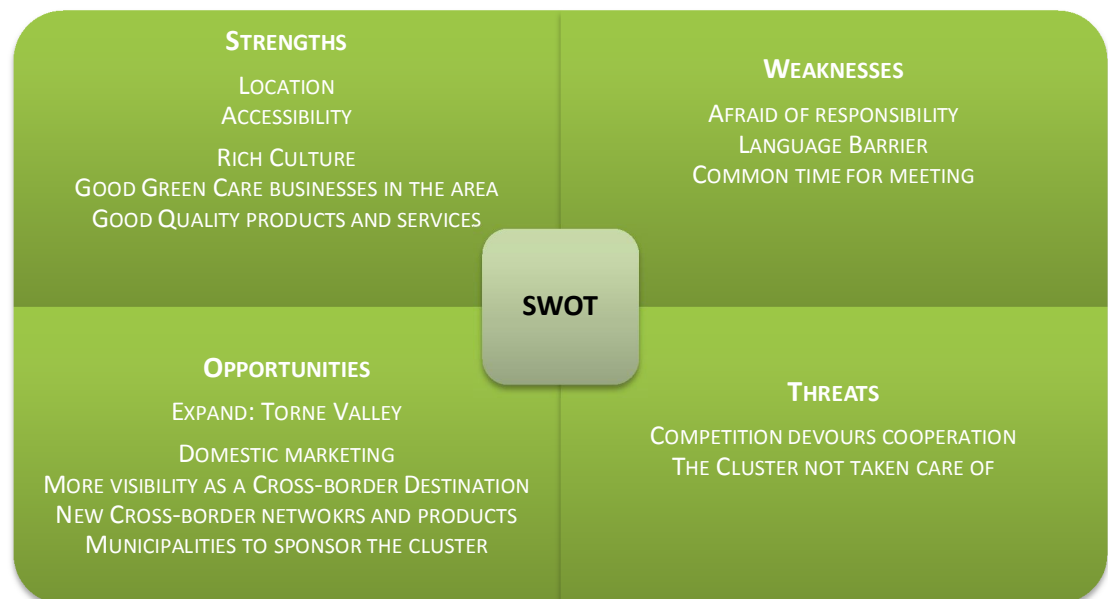 STRENGTHS
LOCATION
ACCESSIBILITY
RICH CULTURE
GOOD GREEN CARE BUSINESSES IN THE AREA
GOOD QUALITY PRODUCTS AND SERVICES
WEAKNESSES
AFRAID OF RESPONSIBILITY
LANGUAGE BARRIER
COMMON TIME FOR MEETING
SWOT
OPPORTUNITIES
EXPAND: TORNE VALLEY
DOMESTIC MARKETING
MORE VISIBILITY AS A CROSS-BORDER DESTINATION
NEW CROSS-BORDER NETWOKRS AND PRODUCTS
MUNICIPALITIES TO SPONSOR THE CLUSTER
THREATS
COMPETITION DEVOURS COOPERATION
THE CLUSTER NOT TAKEN CARE OF